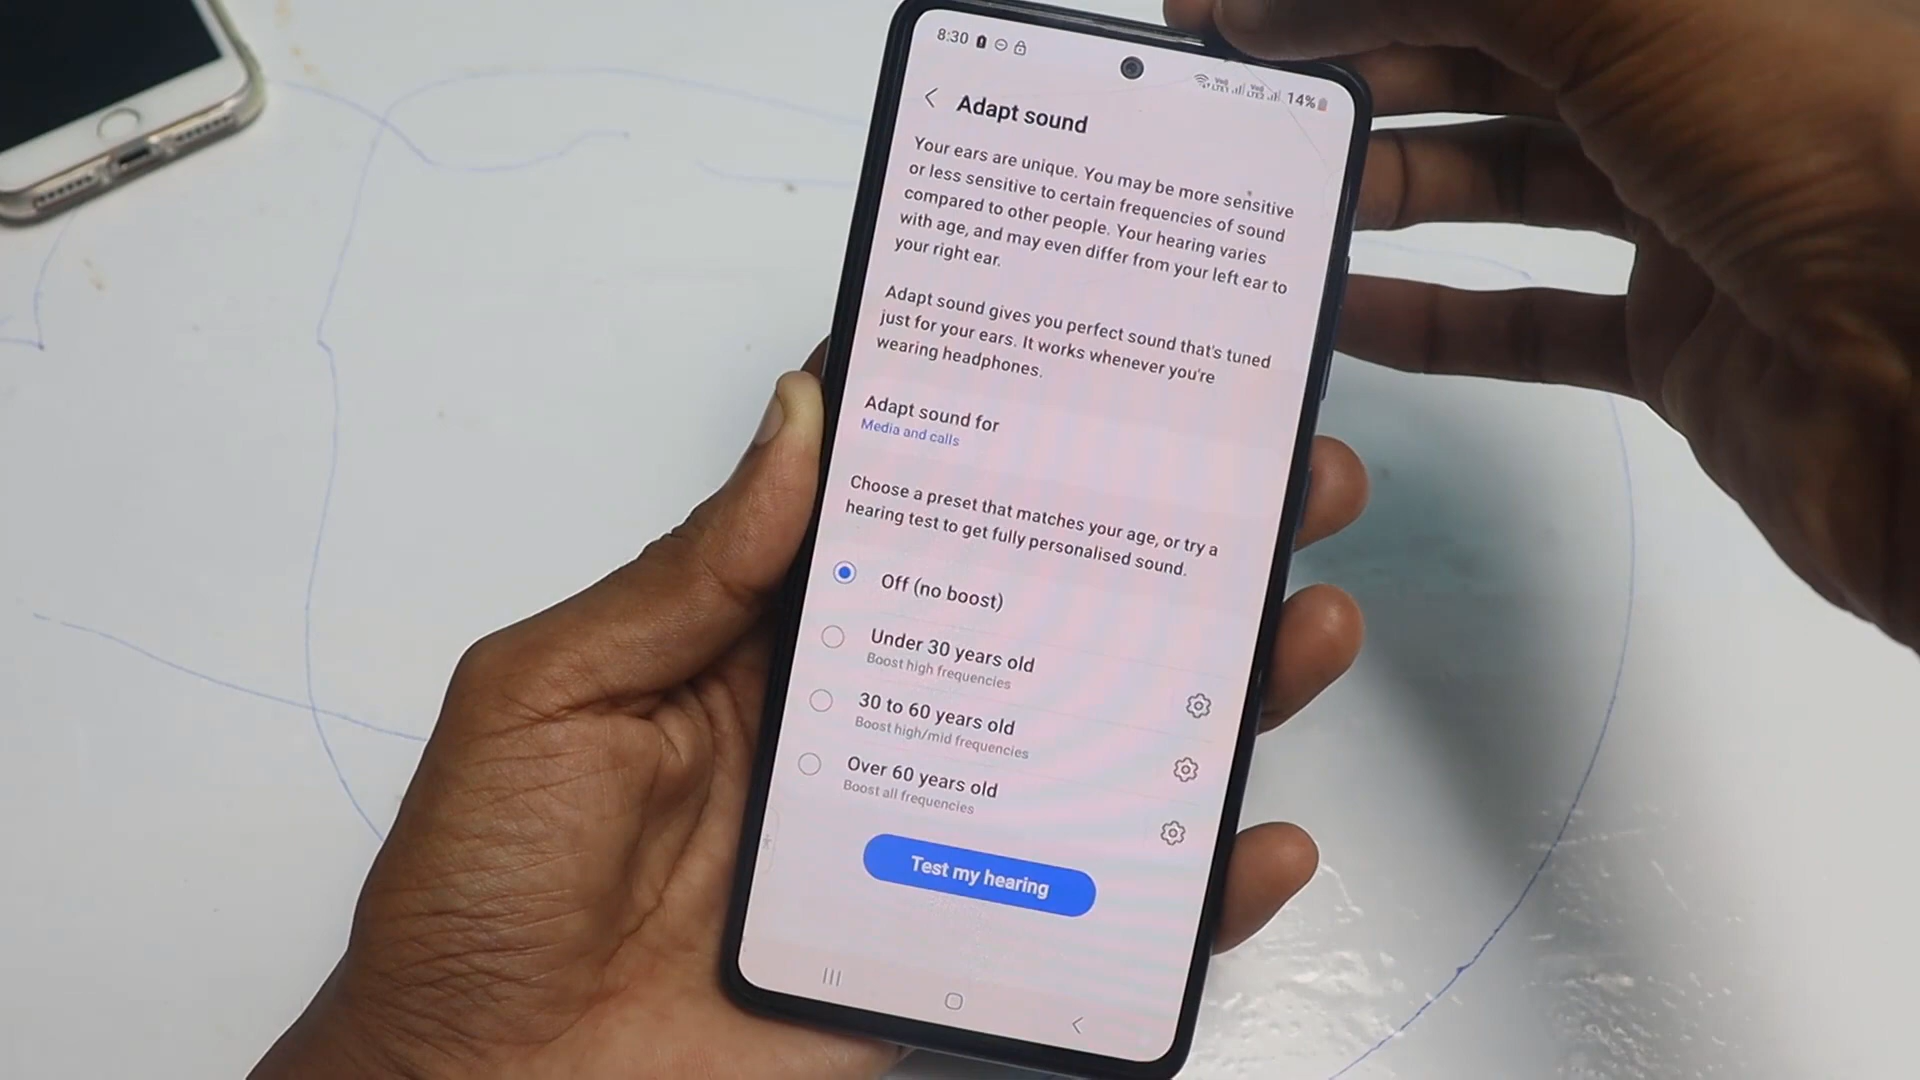 8:30
14%
Adapt sound
Your ears are unique. You may be more sensitive
or less sensitive to certain frequencies of sound
compared to other people. Your hearing varies
with age, and may even differ from your left ear to
your right ear.
Adapt sound gives you perfect sound that's tuned
just for your ears. It works whenever you're
wearing headphones.
Adapt sound for
Media and calls
Choose a preset that matches your age, or try a
hearing test to get fully personalised sound.
Off (no boost)
Under 30 years old
Boost high frequencies
30 to 60 years old
Boost high/mid frequencies
Over 60 years old
Boost all frequencies
Test my hearing